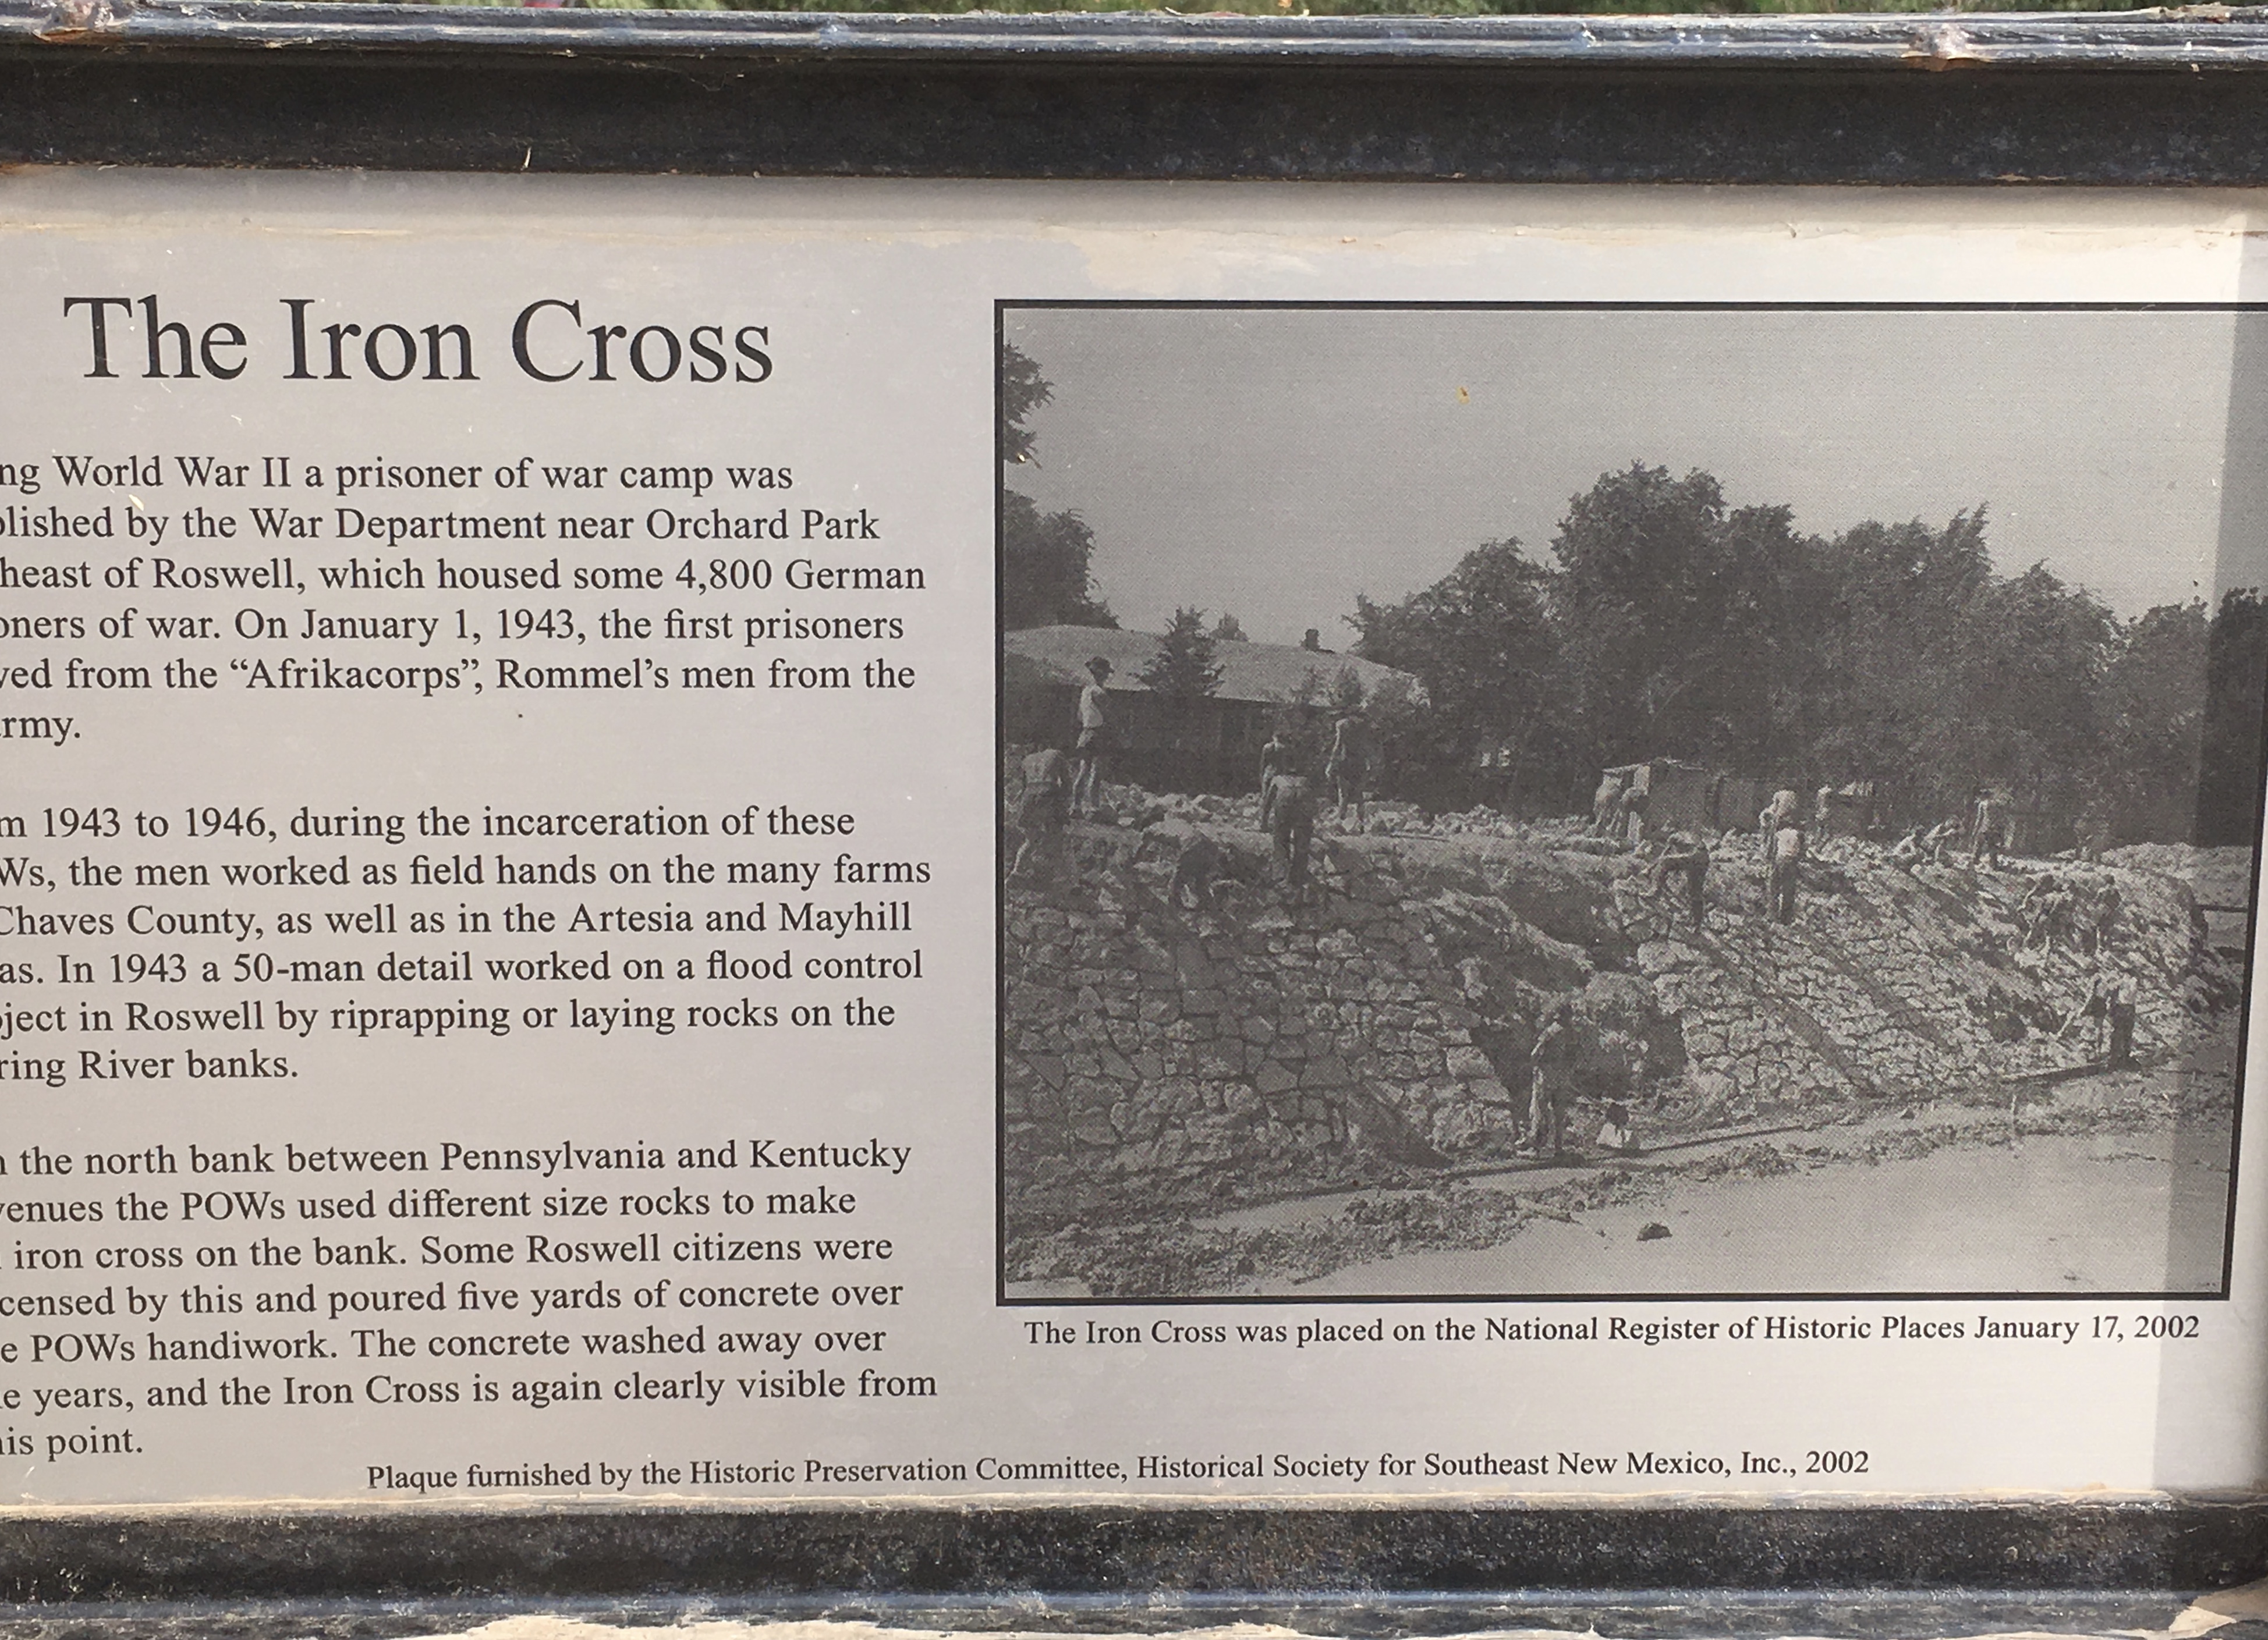 The Iron Cross
ng World War II a prisoner of war camp was
lished by the War Department near Orchard Park
heast of Roswell, which housed some 4,800 German
oners of war. On January 1, 1943, the first prisoners
ved from the “Afrikacorps”, Rommel’s men from the
rmy.
m 1943 to 1946, during the incarceration of these
Ws, the men worked as field hands on the many farms
Chaves County, as well as in the Artesia and Mayhill
as. In 1943 a 50-man detail worked on a flood control
ject in Roswell by riprapping or laying rocks on the
ring River banks.
n the north bank between Pennsylvania and Kentucky
venues the POWs used different size rocks to make
iron cross on the bank. Some Roswell citizens were
censed by this and poured five yards of concrete over
e POWs handiwork. The concrete washed away over
e years, and the Iron Cross is again clearly visible from
is point.
The Iron Cross was placed on the National Register of Historic Places January 17, 2002
Plaque furnished by the Historic Preservation Committee, Historical Society for Southeast New Mexico, Inc., 2002